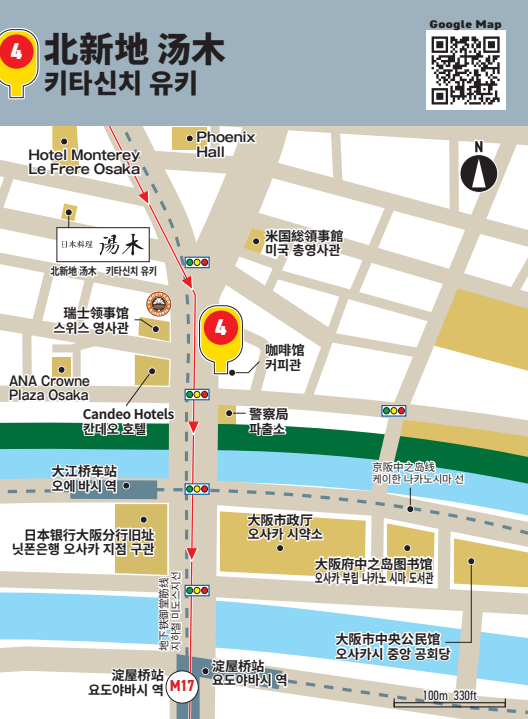 4
北新地 汤木
키타신치 유키
Google Map
Hotel Monterey
Le Frere Osaka
Phoenix
Hall
N
日本料理 湯木
北新地 汤木 키타신치 유키
米国総領事館
미국 총영사관
瑞士领事馆
스위스 영사관
4
咖啡馆
커피관
ANA Crowne
Plaza Osaka
Candeo Hotels
칸데오 호텔
警察局
파출소
大江桥车站
오에 바시 역
京阪中之岛线
케이한 나카노시마 선
日本银行大阪分行旧址
닛폰은행 오사카 지점 구관
大阪市政厅
오사카 시약소
大阪府中之岛图书馆
오사카 부립 나카노 시마 도서관
地下铁御堂筋线
지하철 미도스지선
大阪市中央公民馆
오사카시 중앙 공회당
淀屋桥站
요도야바시 역
M17
淀屋桥站
요도야바시 역
100m 330ft